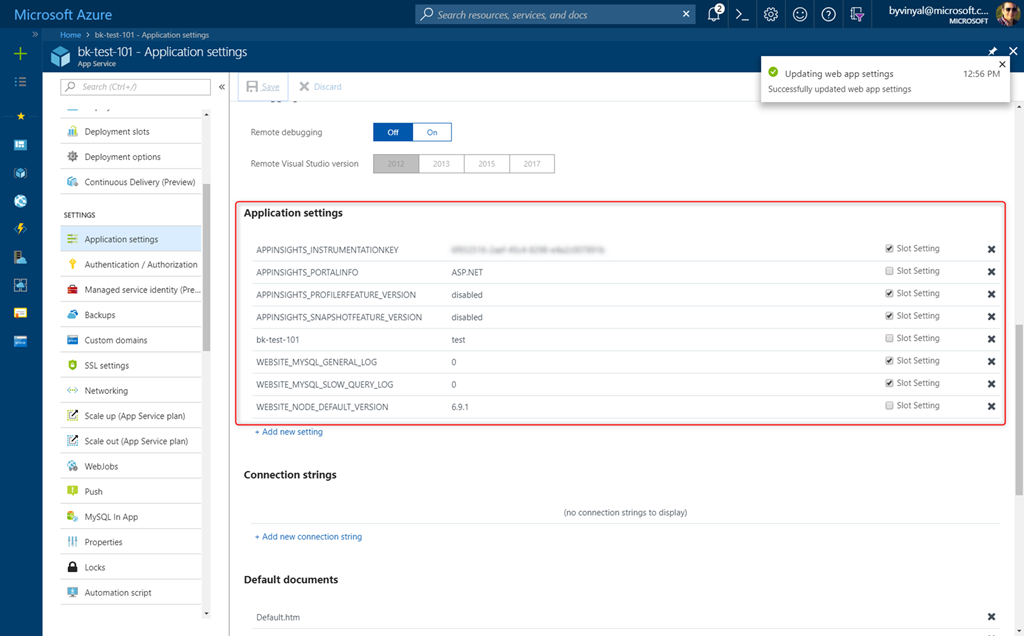 Microsoft Azure
Search resources, services, and docs
2
byvinyal@microsoft.c...
MICROSOFT
Home > bk-test-101 - Application settings
bk-test-101 - Application settings
App Service
Updating web app settings 12:56 PM
Successfully updated web app settings
Search (Ctrl+/)
Save
Discard
Deployment slots
Deployment options
Continuous Delivery (Preview)
SETTINGS
Application settings
Authentication / Authorization
Managed service identity (Pre...
Backups
Custom domains
SSL settings
Networking
Scale up (App Service plan)
Scale out (App Service plan)
WebJobs
Push
MySQL In App
Properties
Locks
Automation script
Remote debugging Off On
Remote Visual Studio version 2012 2013 2015 2017
Application settings
APPINSIGHTS_INSTRUMENTATIONKEY Slot Setting
APPINSIGHTS_PORTALINFO ASP.NET Slot Setting
APPINSIGHTS_PROFILERFEATURE_VERSION disabled Slot Setting
APPINSIGHTS_SNAPSHOTFEATURE_VERSION disabled Slot Setting
bk-test-101 test Slot Setting
WEBSITE_MYSQL_GENERAL_LOG 0 Slot Setting
WEBSITE_MYSQL_SLOW_QUERY_LOG 0 Slot Setting
WEBSITE_NODE_DEFAULT_VERSION 6.9.1 Slot Setting
+ Add new setting
Connection strings
(no connection strings to display)
+ Add new connection string
Default documents
Default.htm